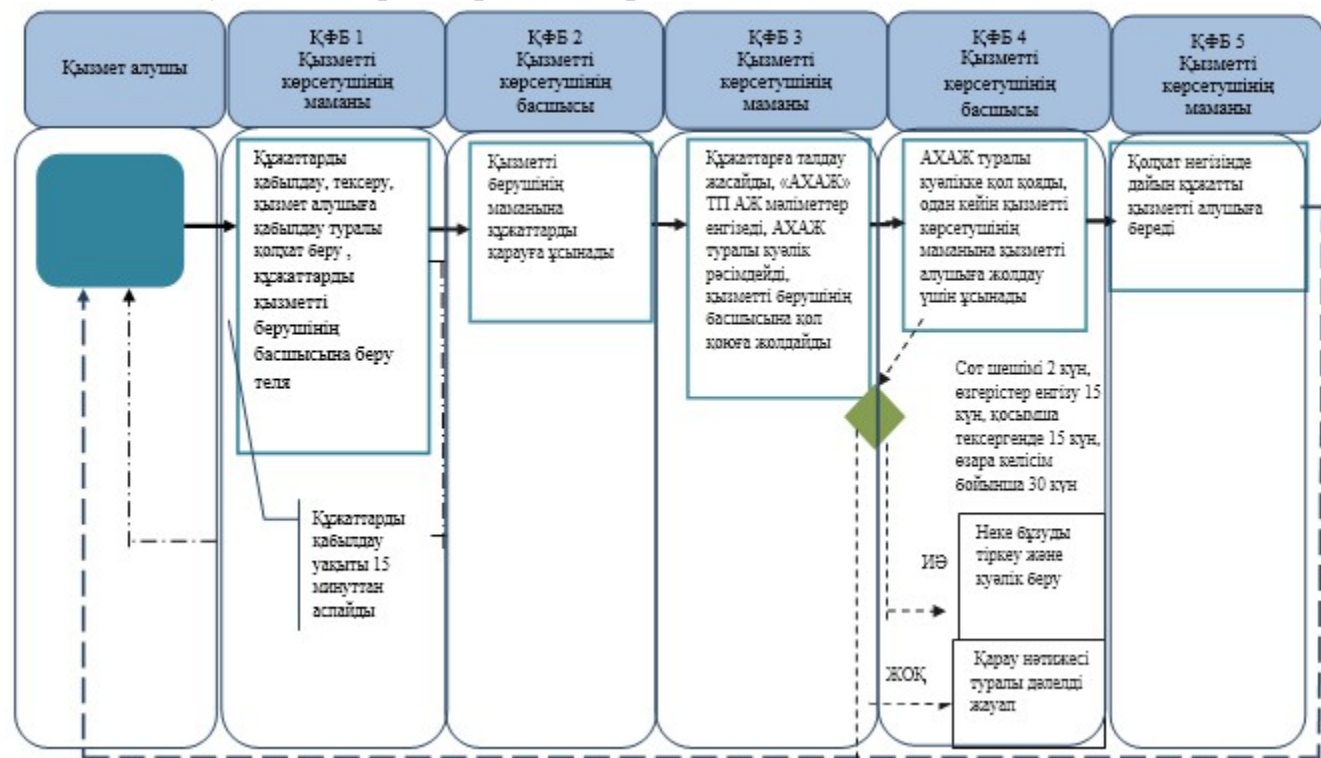 Қызмет алушы
ҚФБ 1
Қызметті
көрсетушінің
маманы
ҚФБ 2
Қызметті
көрсетушінің
басшысы
ҚФБ 3
Қызметті
көрсетушінің
маманы
ҚФБ 4
Қызметті
көрсетушінің
басшысы
ҚФБ 5
Қызметті
көрсетушінің
маманы
Құжаттарды
қабылдау, тексеру,
қызмет алушыға
қабылдау туралы
қолхат беру ,
құжаттарды
қызметті
берушінің
басшысына беру
теля
Қызметті
берушінің
маманына
құжаттарды
қарауға ұсынады
Құжаттарға талдау
жасайды, «АХАЖ»
ТП АЖ мәліметтер
енгізеді, АХАЖ
туралы куәлік
рәсімдейді,
қызметті берушінің
басшысына қол
қоюға жолдайды
АХАЖ туралы
куәлікке қол қояды,
одан кейін қызметті
көрсетушінің
маманына қызметті
алушыға жолдау
үшін ұсынады
Қолхат негізінде
дайын құжатты
қызметті алушыға
береді
Сот шешімі 2 күн,
өзгерістер енгізу 15
күн, қосымша
тексергенде 15 күн,
өзара келісім
бойынша 30 күн
Құжаттарды
қабылдау
уақыты 15
минуттан
аспайды
ИӘ
Неке бұзуды
тіркеу және
куәлік беру
ЖОҚ
Қарау нәтижесі
туралы дәлелді
жауап